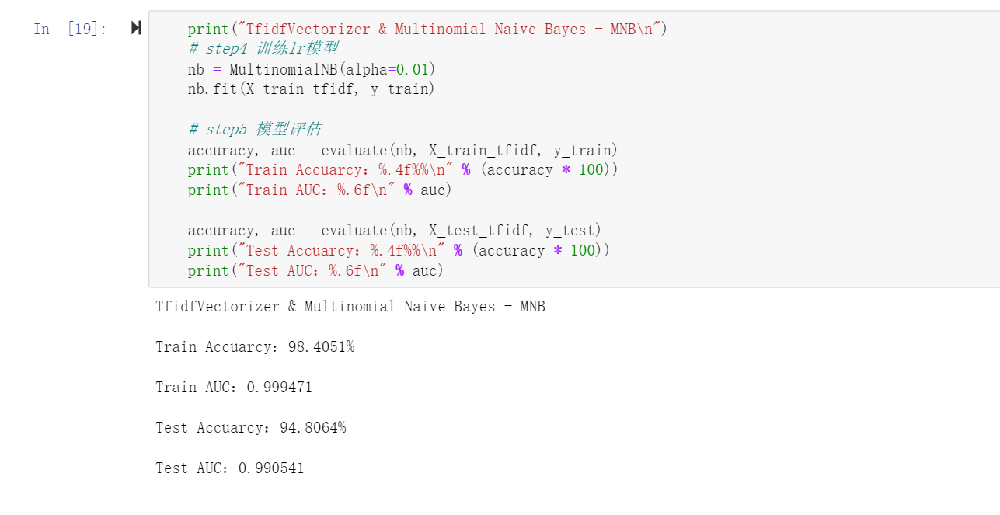 In [19]:
print("TfidfVectorizer & Multinomial Naive Bayes - MNB\n")
# step4 训练lr模型
nb = MultinomialNB(alpha=0.01)
nb.fit(X_train_tfidf, y_train)
# step5 模型评估
accuracy, auc = evaluate(nb, X_train_tfidf, y_train)
print("Train Accuarcy: %.4f%%\n" % (accuracy * 100))
print("Train AUC: %.6f\n" % auc)
accuracy, auc = evaluate(nb, X_test_tfidf, y_test)
print("Test Accuarcy: %.4f%%\n" % (accuracy * 100))
print("Test AUC: %.6f\n" % auc)
TfidfVectorizer & Multinomial Naive Bayes - MNB
Train Accuarcy: 98.4051%
Train AUC: 0.999471
Test Accuarcy: 94.8064%
Test AUC: 0.990541